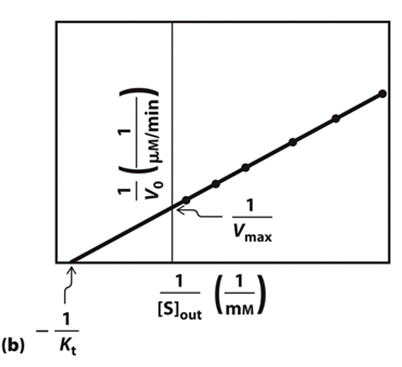 1/V₀ (1/μM/min)
1/Vmax
1/[S]out (1/mM)
−1/Kt
(b)